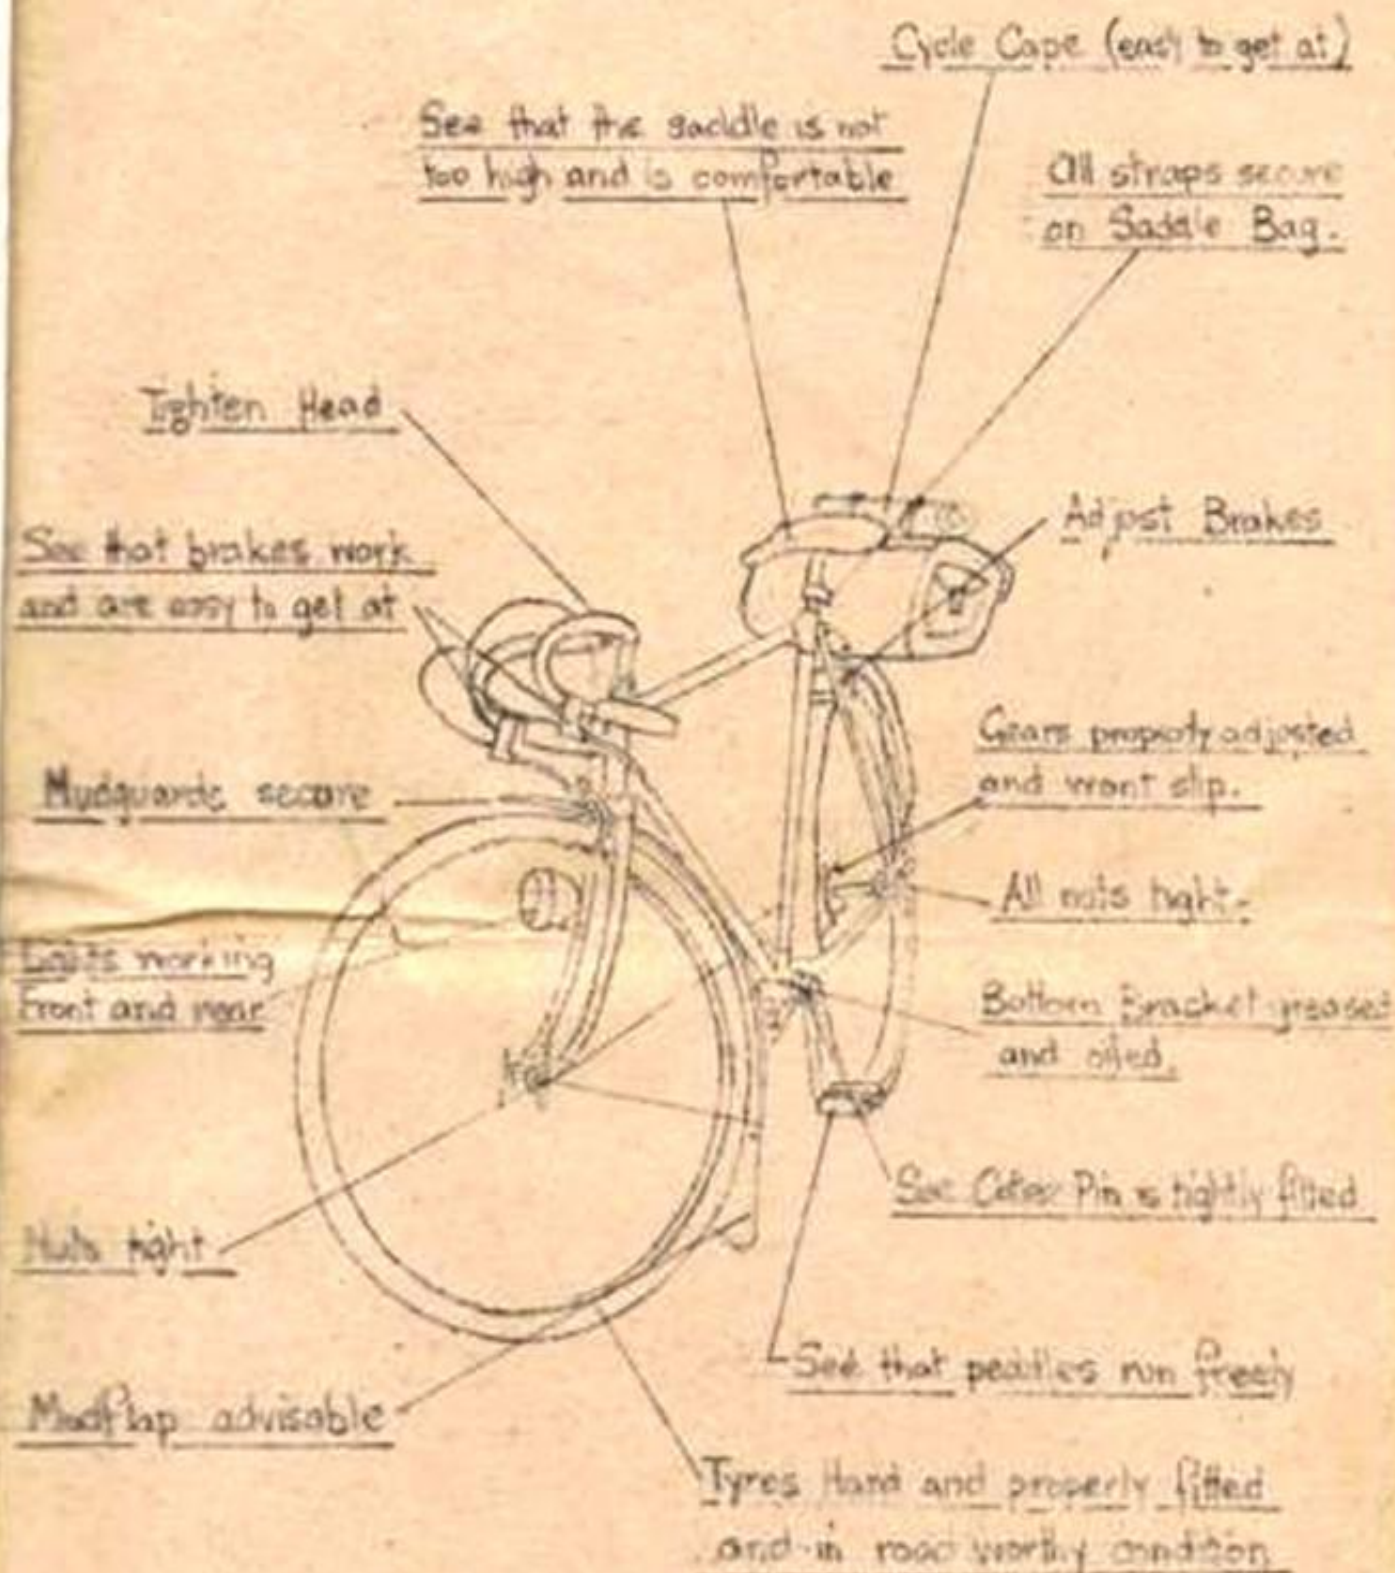 Cycle Cape (easy to get at)
See that the saddle is not
too high and is comfortable
All straps secure
on Saddle Bag.
Tighten Head
Adjust Brakes
See that brakes work
and are easy to get at
Gears properly adjusted
and wont slip.
Mudguards secure
All nuts tight.
Lights working
Front and rear
Bottom Bracket greased
and oiled.
See Cotter Pin is tightly fitted
Nuts tight
See that peddles run freely
Mudflap advisable
Tyres Hard and properly fitted
and in road worthy condition